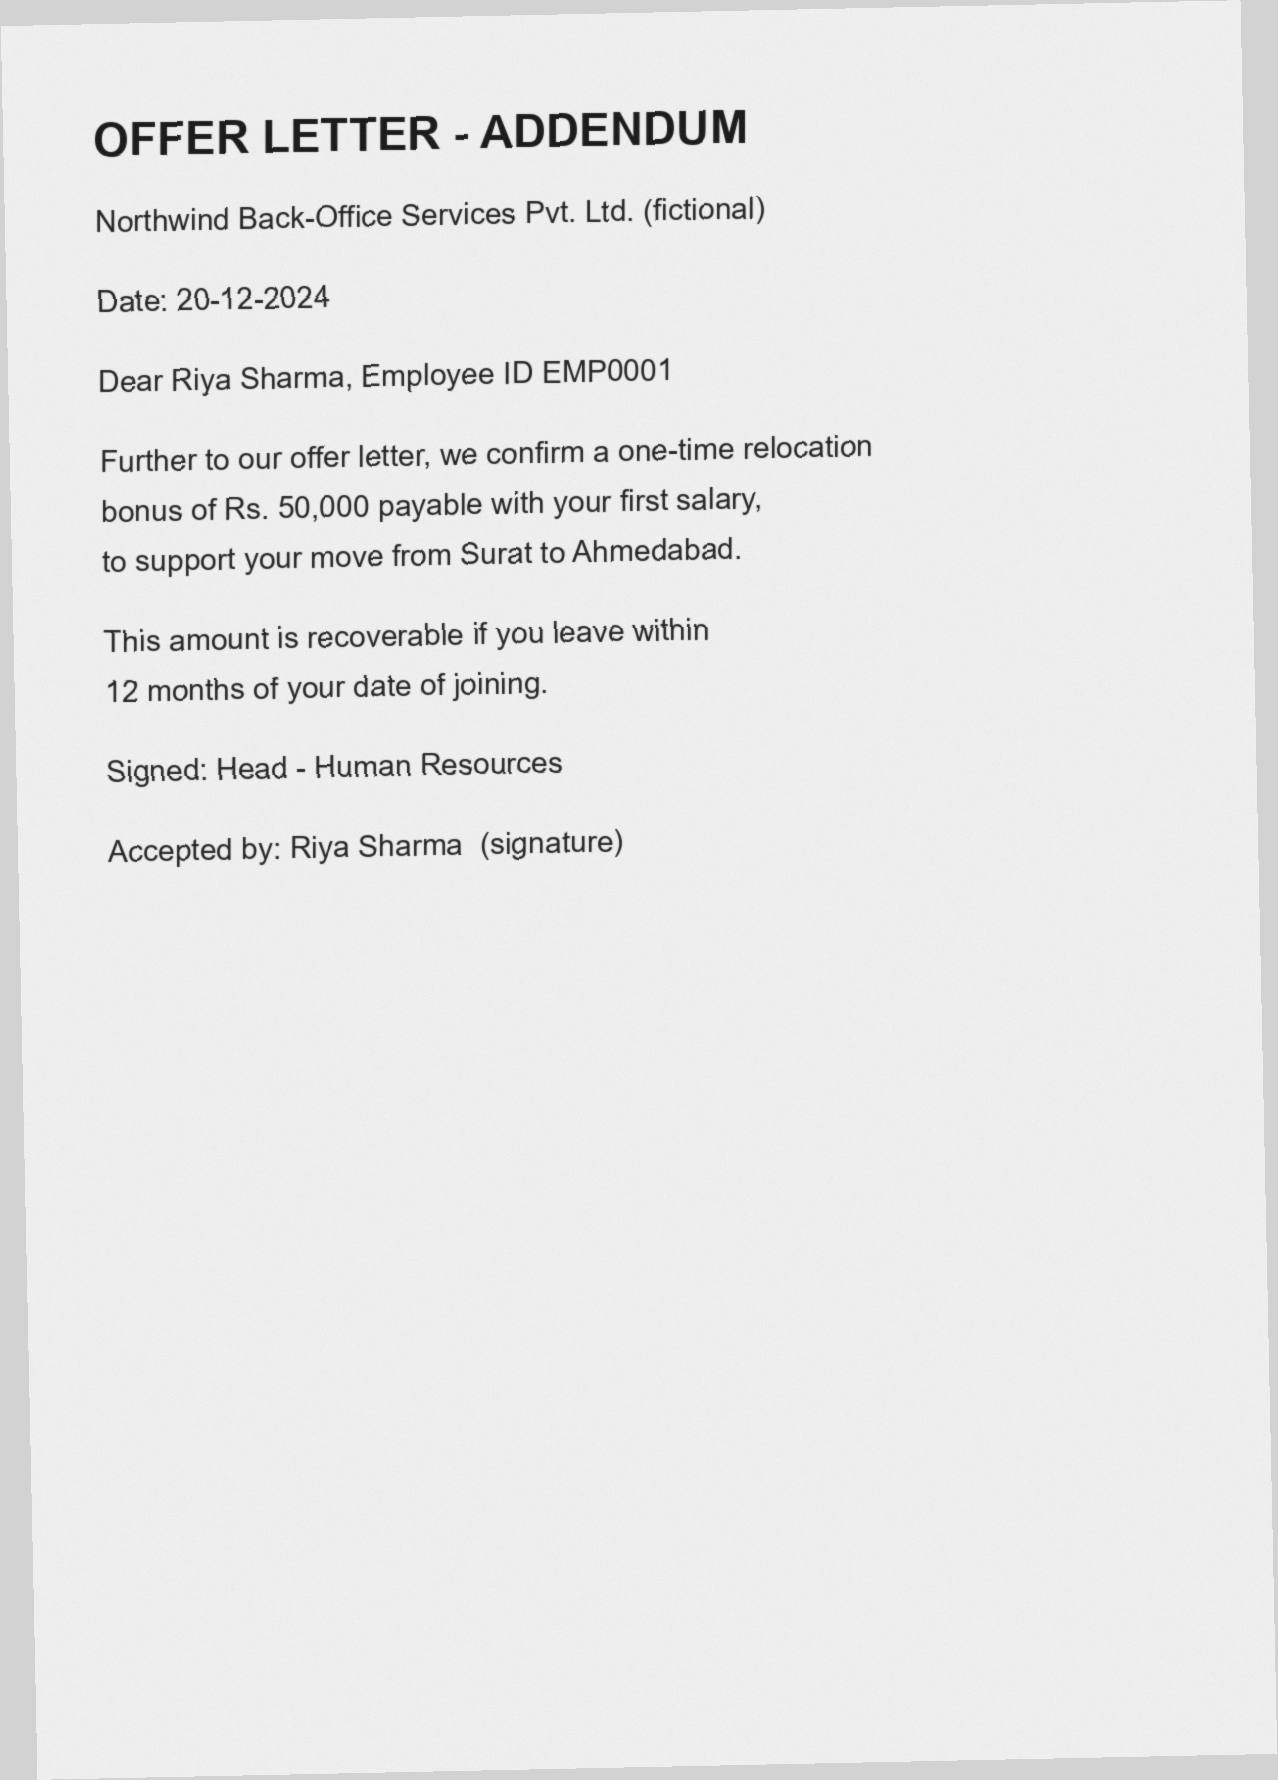 OFFER LETTER - ADDENDUM
Northwind Back-Office Services Pvt. Ltd. (fictional)
Date: 20-12-2024
Dear Riya Sharma, Employee ID EMP0001
Further to our offer letter, we confirm a one-time relocation
bonus of Rs. 50,000 payable with your first salary,
to support your move from Surat to Ahmedabad.
This amount is recoverable if you leave within
12 months of your date of joining.
Signed: Head - Human Resources
Accepted by: Riya Sharma (signature)